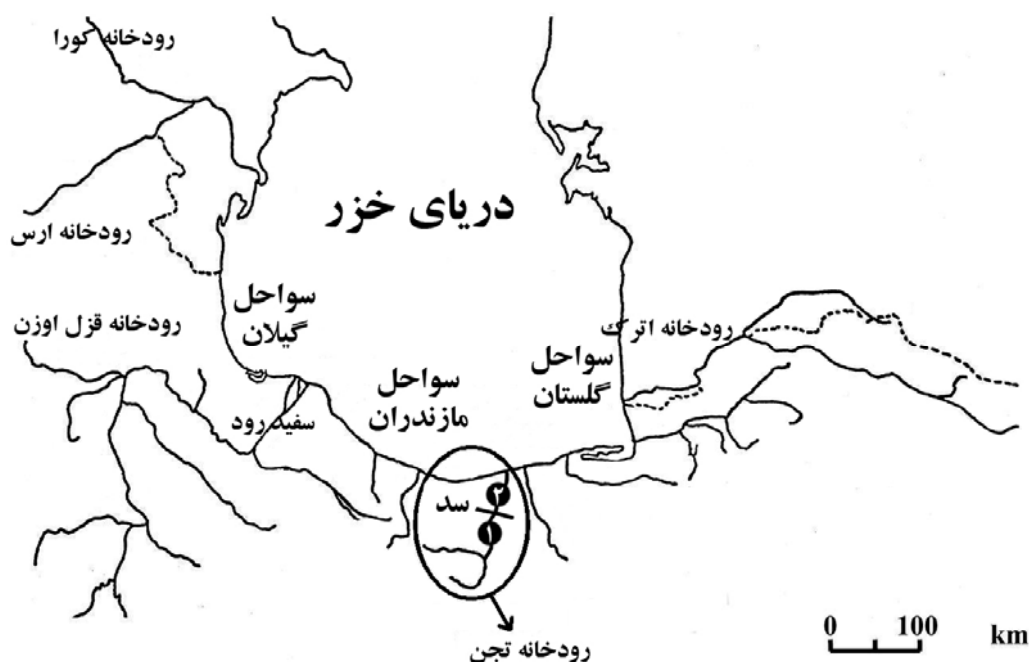 رودخانه کورا
دریای خزر
رودخانه ارس
سواحل
گیلان
رودخانه قزل اوزن
رودخانه اترک
سواحل
گلستان
سواحل
مازندران
سفید رود
سد
۲
۱
رودخانه تجن
0 100 km